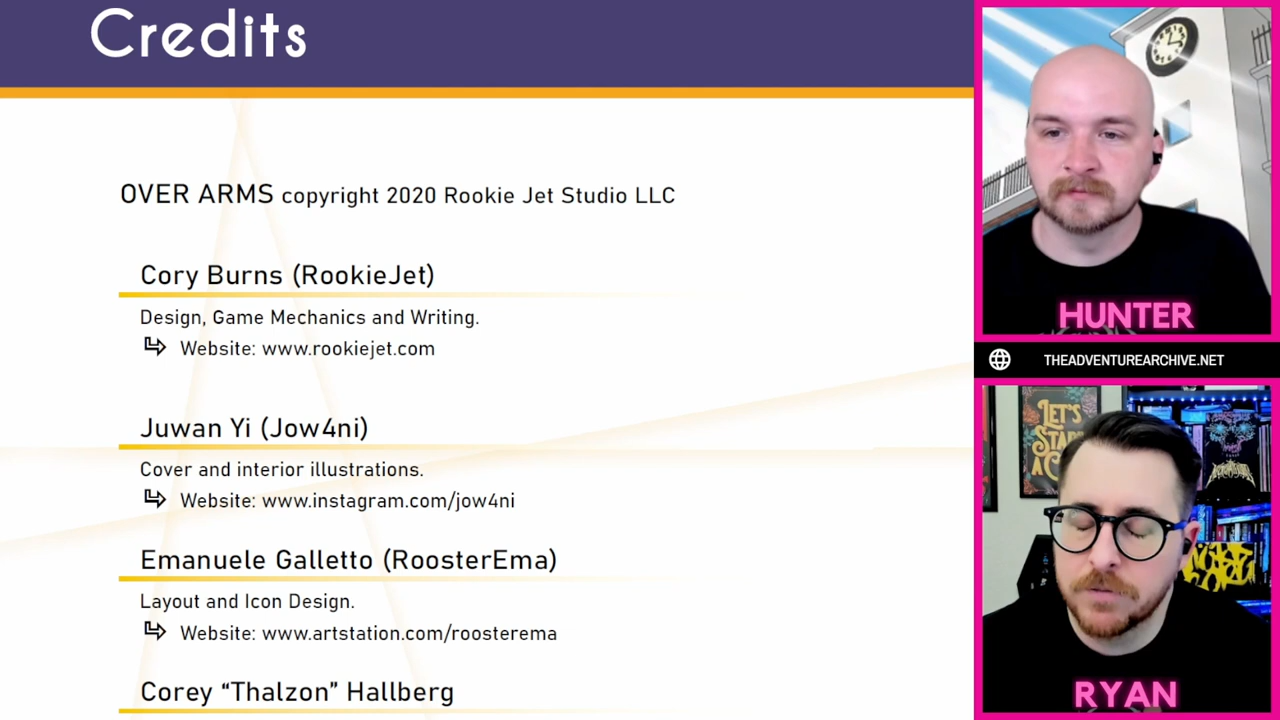 Credits
OVER ARMS copyright 2020 Rookie Jet Studio LLC
Cory Burns (RookieJet)
Design, Game Mechanics and Writing.
Website: www.rookiejet.com
Juwan Yi (Jow4ni)
Cover and interior illustrations.
Website: www.instagram.com/jow4ni
Emanuele Galletto (RoosterEma)
Layout and Icon Design.
Website: www.artstation.com/roosterema
Corey “Thalzon” Hallberg
HUNTER
THEADVENTUREARCHIVE.NET
LET'S
START
A
RYAN